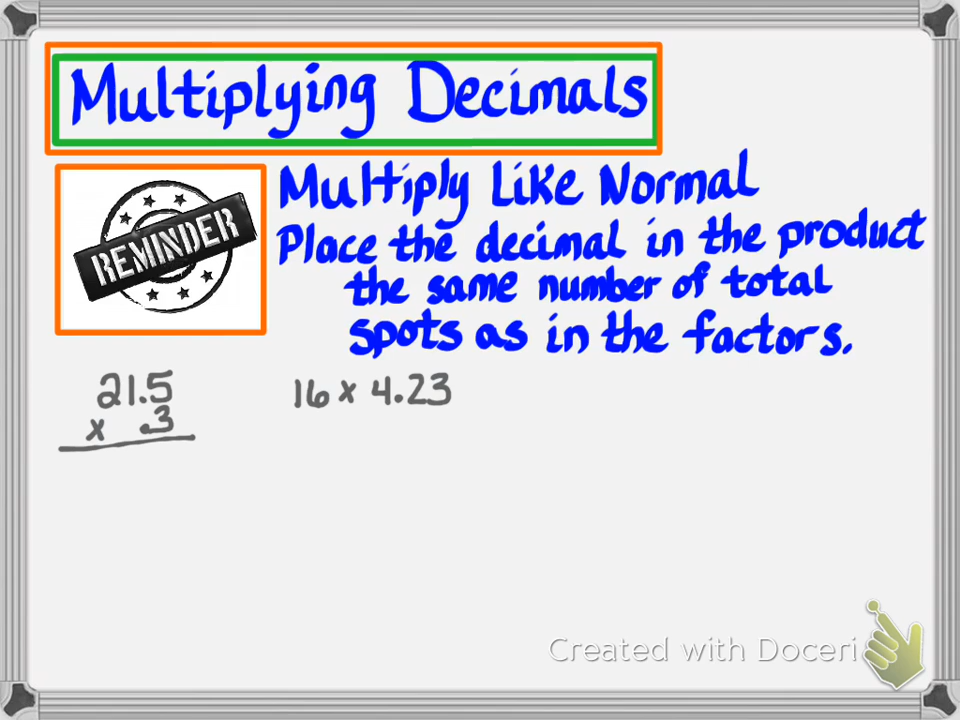 Multiplying Decimals
REMINDER
Multiply Like Normal
Place the decimal in the product
the same number of total
spots as in the factors.
21.5
x .3
16 x 4.23
Created with Doceri